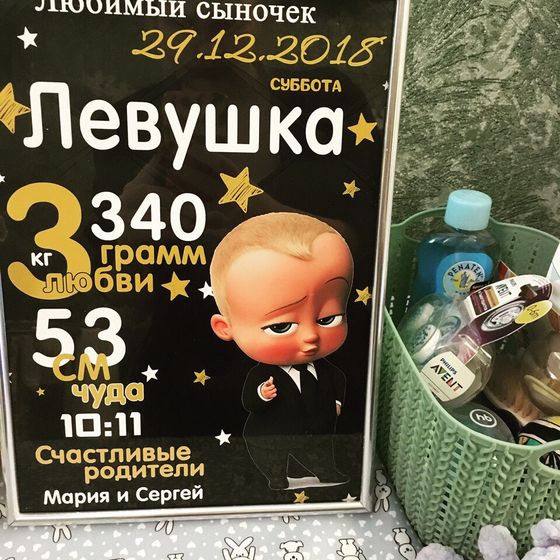 Любимый сыночек
29.12.2018
суббота
Левушка
3 кг 340
грамм
любви
53
см
чуда
10:11
Счастливые
родители
Мария и Сергей
PENATEN
PHILIPS
AVENT